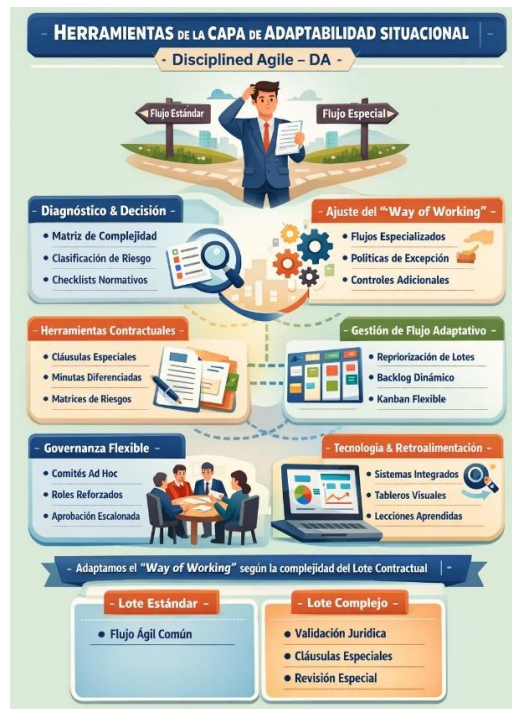 - HERRAMIENTAS DE LA CAPA DE ADAPTABILIDAD SITUACIONAL -
- Disciplined Agile – DA -
Flujo Estándar
Flujo Especial
- Diagnóstico & Decisión -
• Matriz de Complejidad
• Clasificación de Riesgo
• Checklists Normativos
- Ajuste del "Way of Working" -
• Flujos Especializados
• Políticas de Excepción
• Controles Adicionales
- Herramientas Contractuales -
• Cláusulas Especiales
• Minutas Diferenciadas
• Matrices de Riesgos
- Gestión de Flujo Adaptativo -
• Repriorización de Lotes
• Backlog Dinámico
• Kanban Flexible
- Governanza Flexible -
• Comités Ad Hoc
• Roles Reforzados
• Aprobación Escalonada
- Tecnología & Retroalimentación -
• Sistemas Integrados
• Tableros Visuales
• Lecciónes Aprendidas
- Adaptamos el "Way of Working" según la complejidad del Lote Contractual -
- Lote Estándar -
• Flujo Ágil Común
- Lote Complejo -
• Validación Juridica
• Cláusulas Especiales
• Revisión Especial